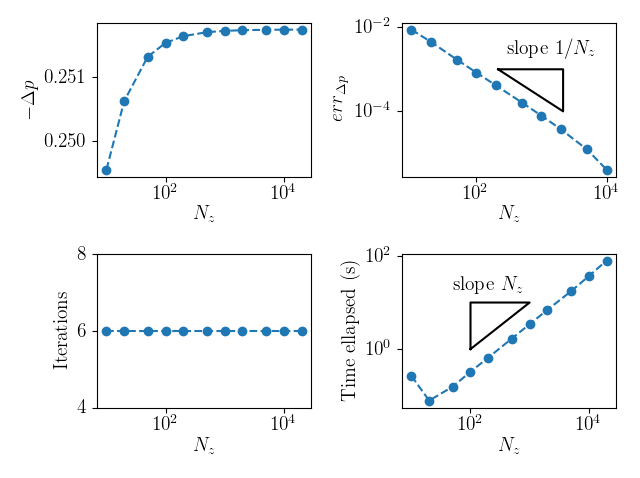 −Δp
0.251
0.250
10²
10⁴
N_z
err_Δp
10⁻²
10⁻⁴
slope 1/N_z
10²
10⁴
N_z
Iterations
8
6
4
10²
10⁴
N_z
Time ellapsed (s)
10²
10⁰
slope N_z
10²
10⁴
N_z